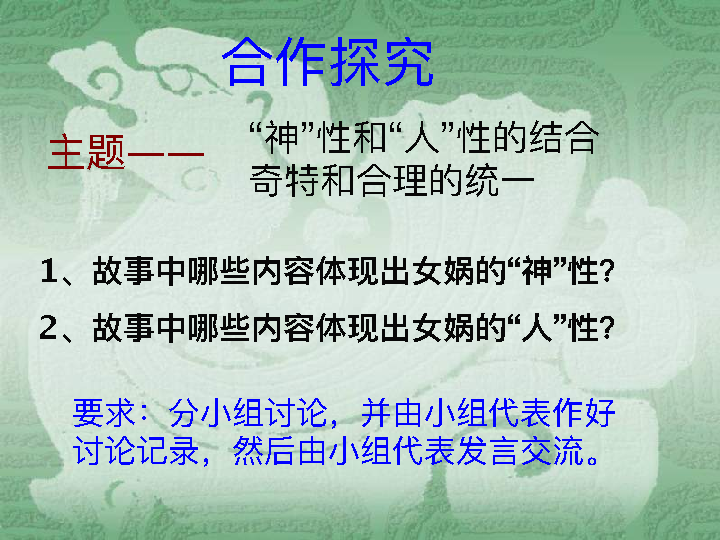 合作探究
主题——
“神”性和“人”性的结合
奇特和合理的统一
1、故事中哪些内容体现出女娲的“神”性?
2、故事中哪些内容体现出女娲的“人”性?
要求：分小组讨论，并由小组代表作好
讨论记录，然后由小组代表发言交流。